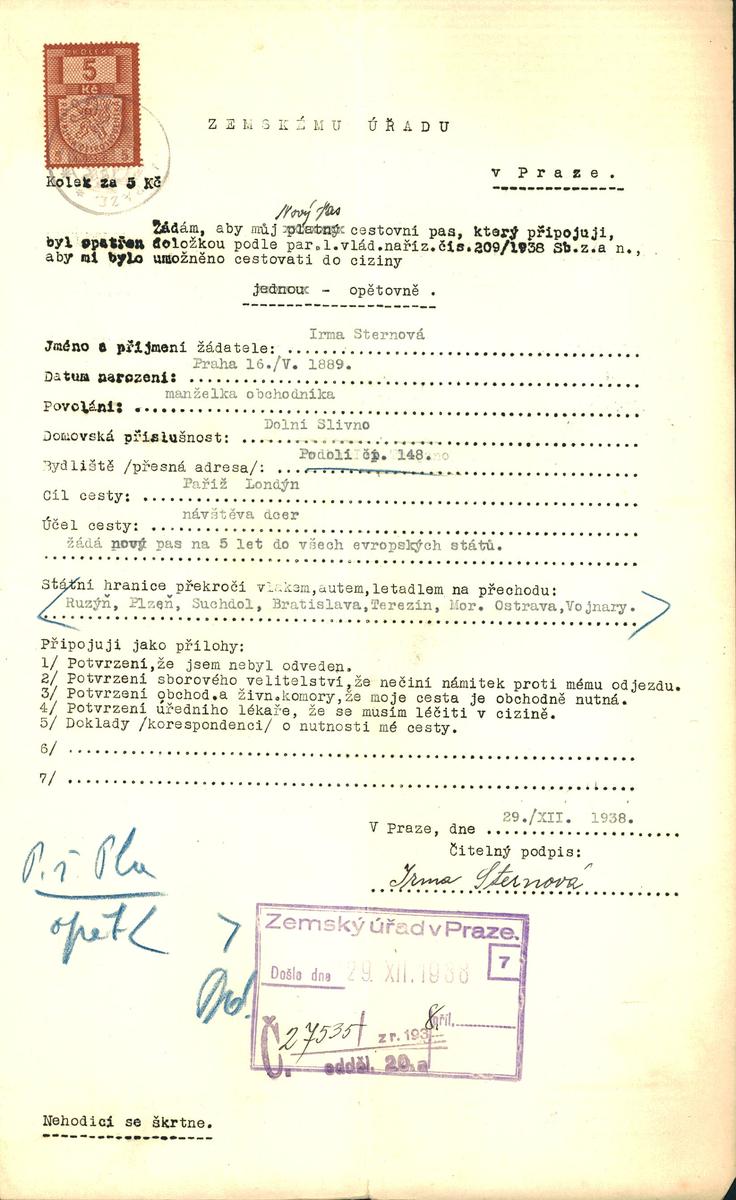 KOLEK
5
Kč
ZEMSKÉMU ÚŘADU
v Praze.
Kolek za 5 Kč
Nový pas
Žádám, aby můj platný cestovní pas, který připojuji,
byl opatřen doložkou podle par.1.vlád.naříz.čís.209/1938 Sb.z.a n.,
aby mi bylo umožněno cestovati do ciziny
jednou - opětovně .
Irma Sternová
Jméno a příjmení žádatele:
Praha 16./V. 1889.
Datum narození:
manželka obchodníka
Povolání:
Dolní Slivno
Domovská příslušnost:
Podolí čp. 148.
Bydliště /přesná adresa/:
Paříž Londýn
Cíl cesty:
návštěva dcer
Účel cesty:
žádá nový pas na 5 let do všech evropských států.
Státní hranice překročí vlakem,autem,letadlem na přechodu:
Ruzýň, Plzeň, Suchdol, Bratislava,Terezín, Mor. Ostrava,Vojnary.
Připojuji jako přílohy:
1/ Potvrzení,že jsem nebyl odveden.
2/ Potvrzení sborového velitelství,že nečiní námitek proti mému odjezdu.
3/ Potvrzení obchod.a živn.komory,že moje cesta je obchodně nutná.
4/ Potvrzení úředního lékaře, že se musím léčiti v cizině.
5/ Doklady /korespondenci/ o nutnosti mé cesty.
6/
7/
29./XII. 1938.
V Praze, dne
Čitelný podpis:
Irma Sternová
Zemský úřad v Praze.
7
Došlo dne 29. XII. 1938
Č. 27535 z r. 1938 příl.
odděl. 20.a
Nehodící se škrtne.